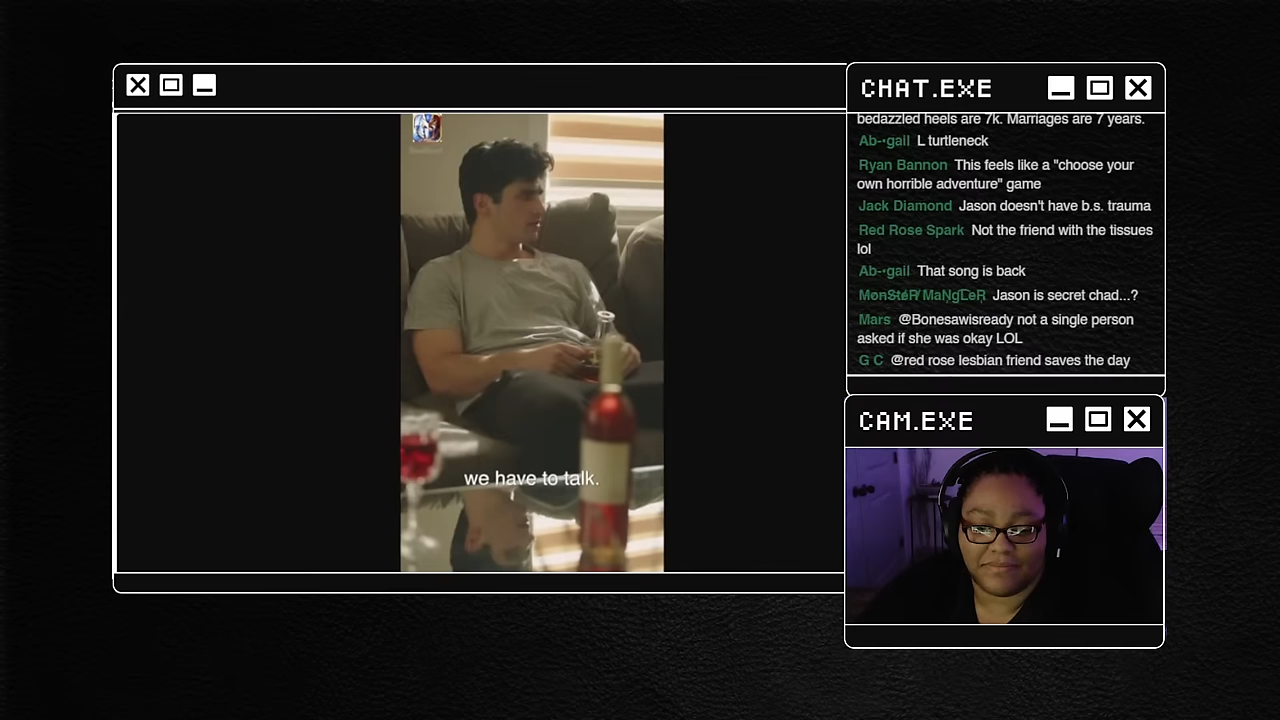 CHAT.EXE
bedazzled heels are 7k. Marriages are 7 years.
Ab-•gail L turtleneck
Ryan Bannon This feels like a "choose your
own horrible adventure" game
Jack Diamond Jason doesn't have b.s. trauma
Red Rose Spark Not the friend with the tissues
lol
Ab-•gail That song is back
MonSteR MaNgLeR Jason is secret chad...?
Mars @Bonesawisready not a single person
asked if she was okay LOL
G C @red rose lesbian friend saves the day
we have to talk.
CAM.EXE